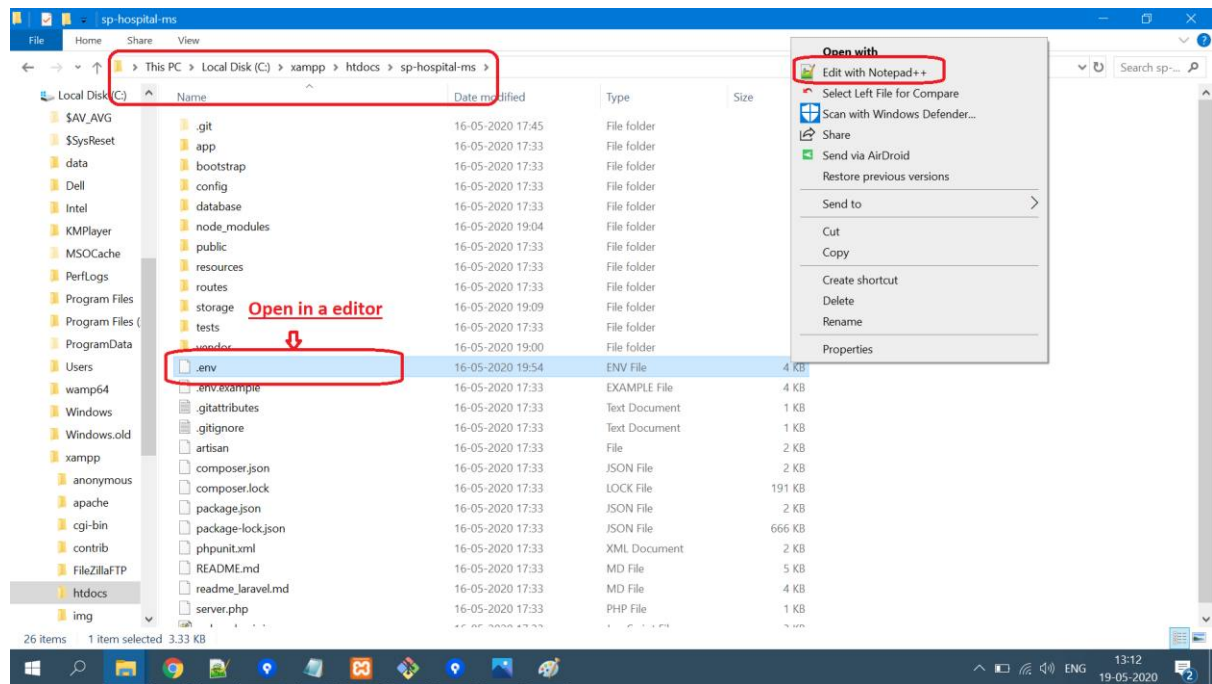 sp-hospital-ms
File Home Share View
This PC > Local Disk (C:) > xampp > htdocs > sp-hospital-ms >
Search sp-...
Open with
Edit with Notepad++
Select Left File for Compare
Scan with Windows Defender...
Share
Send via AirDroid
Restore previous versions
Send to
Cut
Copy
Create shortcut
Delete
Rename
Properties
Local Disk (C:)
$AV_AVG
$SysReset
data
Dell
Intel
KMPlayer
MSOCache
PerfLogs
Program Files
Program Files (
ProgramData
Users
wamp64
Windows
Windows.old
xampp
anonymous
apache
cgi-bin
contrib
FileZillaFTP
htdocs
img
Name Date modified Type Size
.git 16-05-2020 17:45 File folder
app 16-05-2020 17:33 File folder
bootstrap 16-05-2020 17:33 File folder
config 16-05-2020 17:33 File folder
database 16-05-2020 17:33 File folder
node_modules 16-05-2020 19:04 File folder
public 16-05-2020 17:33 File folder
resources 16-05-2020 17:33 File folder
routes 16-05-2020 17:33 File folder
storage 16-05-2020 19:09 File folder
Open in a editor
tests 16-05-2020 17:33 File folder
vendor 16-05-2020 19:00 File folder
.env 16-05-2020 19:54 ENV File 4 KB
.env.example 16-05-2020 17:33 EXAMPLE File 4 KB
.gitattributes 16-05-2020 17:33 Text Document 1 KB
.gitignore 16-05-2020 17:33 Text Document 1 KB
artisan 16-05-2020 17:33 File 2 KB
composer.json 16-05-2020 17:33 JSON File 2 KB
composer.lock 16-05-2020 17:33 LOCK File 191 KB
package.json 16-05-2020 17:33 JSON File 2 KB
package-lock.json 16-05-2020 17:33 JSON File 666 KB
phpunit.xml 16-05-2020 17:33 XML Document 2 KB
README.md 16-05-2020 17:33 MD File 5 KB
readme_laravel.md 16-05-2020 17:33 MD File 4 KB
server.php 16-05-2020 17:33 PHP File 1 KB
26 items 1 item selected 3.33 KB
ENG
13:12
19-05-2020
2